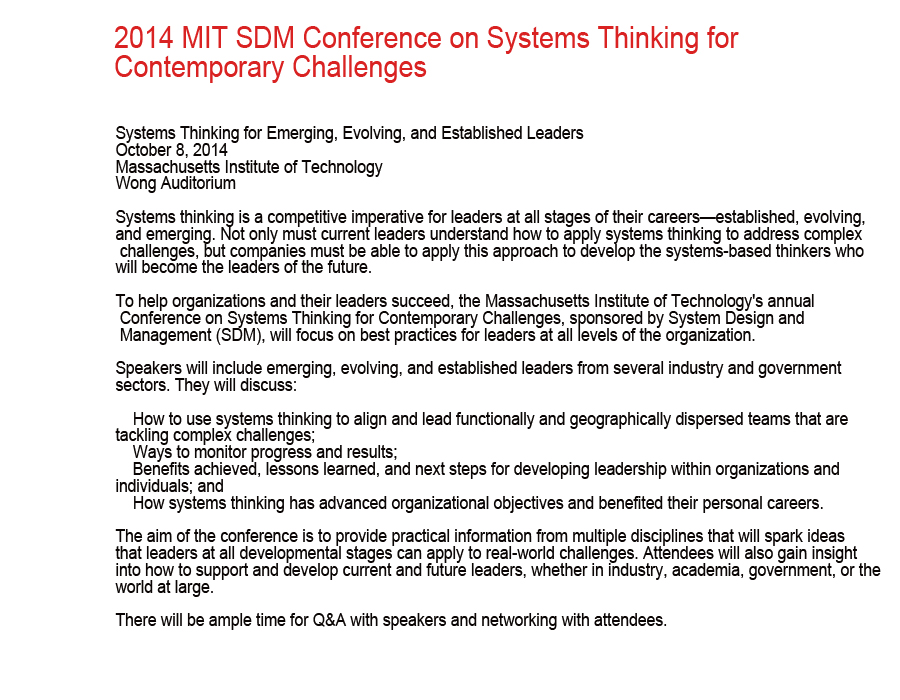 2014 MIT SDM Conference on Systems Thinking for
Contemporary Challenges
Systems Thinking for Emerging, Evolving, and Established Leaders
October 8, 2014
Massachusetts Institute of Technology
Wong Auditorium
Systems thinking is a competitive imperative for leaders at all stages of their careers—established, evolving,
and emerging. Not only must current leaders understand how to apply systems thinking to address complex
challenges, but companies must be able to apply this approach to develop the systems-based thinkers who
will become the leaders of the future.
To help organizations and their leaders succeed, the Massachusetts Institute of Technology's annual
Conference on Systems Thinking for Contemporary Challenges, sponsored by System Design and
Management (SDM), will focus on best practices for leaders at all levels of the organization.
Speakers will include emerging, evolving, and established leaders from several industry and government
sectors. They will discuss:
How to use systems thinking to align and lead functionally and geographically dispersed teams that are
tackling complex challenges;
Ways to monitor progress and results;
Benefits achieved, lessons learned, and next steps for developing leadership within organizations and
individuals; and
How systems thinking has advanced organizational objectives and benefited their personal careers.
The aim of the conference is to provide practical information from multiple disciplines that will spark ideas
that leaders at all developmental stages can apply to real-world challenges. Attendees will also gain insight
into how to support and develop current and future leaders, whether in industry, academia, government, or the
world at large.
There will be ample time for Q&A with speakers and networking with attendees.